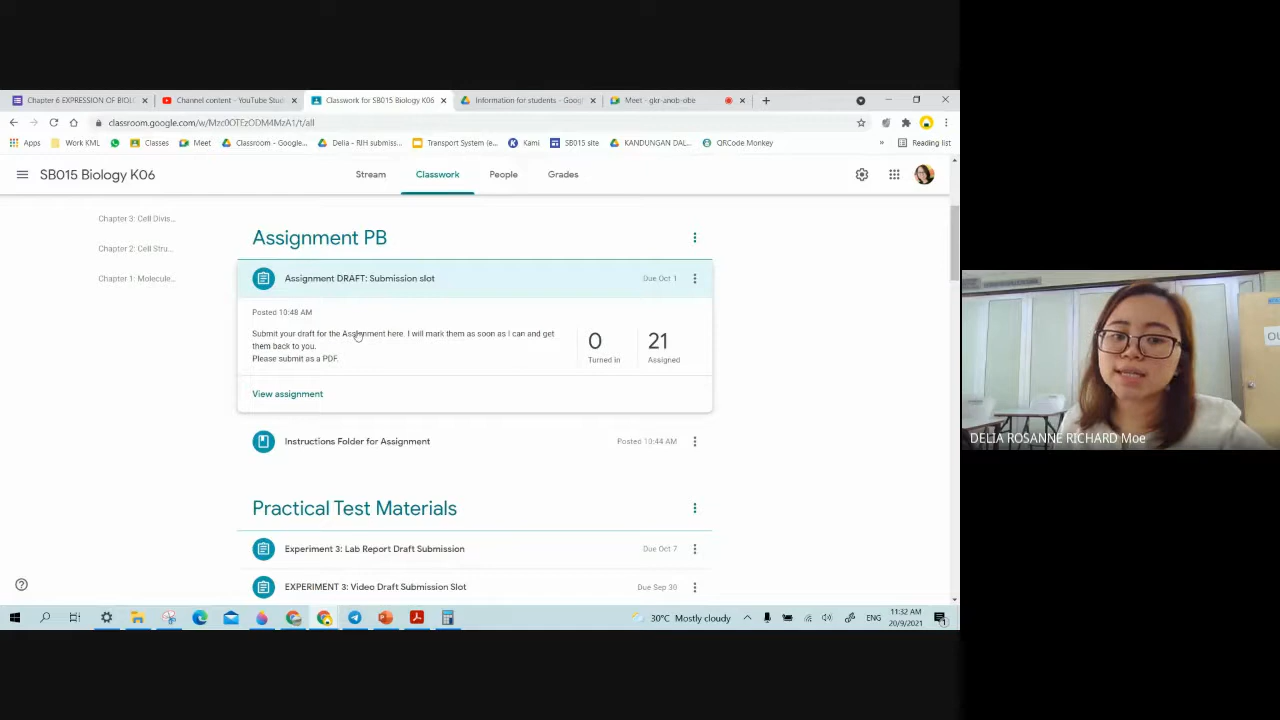 Chapter 6 EXPRESSION OF BIOL
Channel content - YouTube Stud
Classwork for SB015 Biology K06
Information for students - Googl
Meet - gkr-anob-obe
classroom.google.com/w/Mzc0OTEzODM4MzA1/t/all
Apps
Work KML
Classes
Meet
Classroom - Google...
Delia - RIH submiss...
Transport System (e...
Kami
SB015 site
KANDUNGAN DAL...
QRCode Monkey
»
Reading list
SB015 Biology K06
Stream
Classwork
People
Grades
Chapter 3: Cell Divis...
Chapter 2: Cell Stru...
Chapter 1: Molecule...
Assignment PB
Assignment DRAFT: Submission slot
Due Oct 1
Posted 10:48 AM
Submit your draft for the Assignment here. I will mark them as soon as I can and get
them back to you.
Please submit as a PDF.
0
Turned in
21
Assigned
View assignment
Instructions Folder for Assignment
Posted 10:44 AM
Practical Test Materials
Experiment 3: Lab Report Draft Submission
Due Oct 7
EXPERIMENT 3: Video Draft Submission Slot
Due Sep 30
30°C Mostly cloudy
ENG
11:32 AM
20/9/2021
DELIA ROSANNE RICHARD Moe